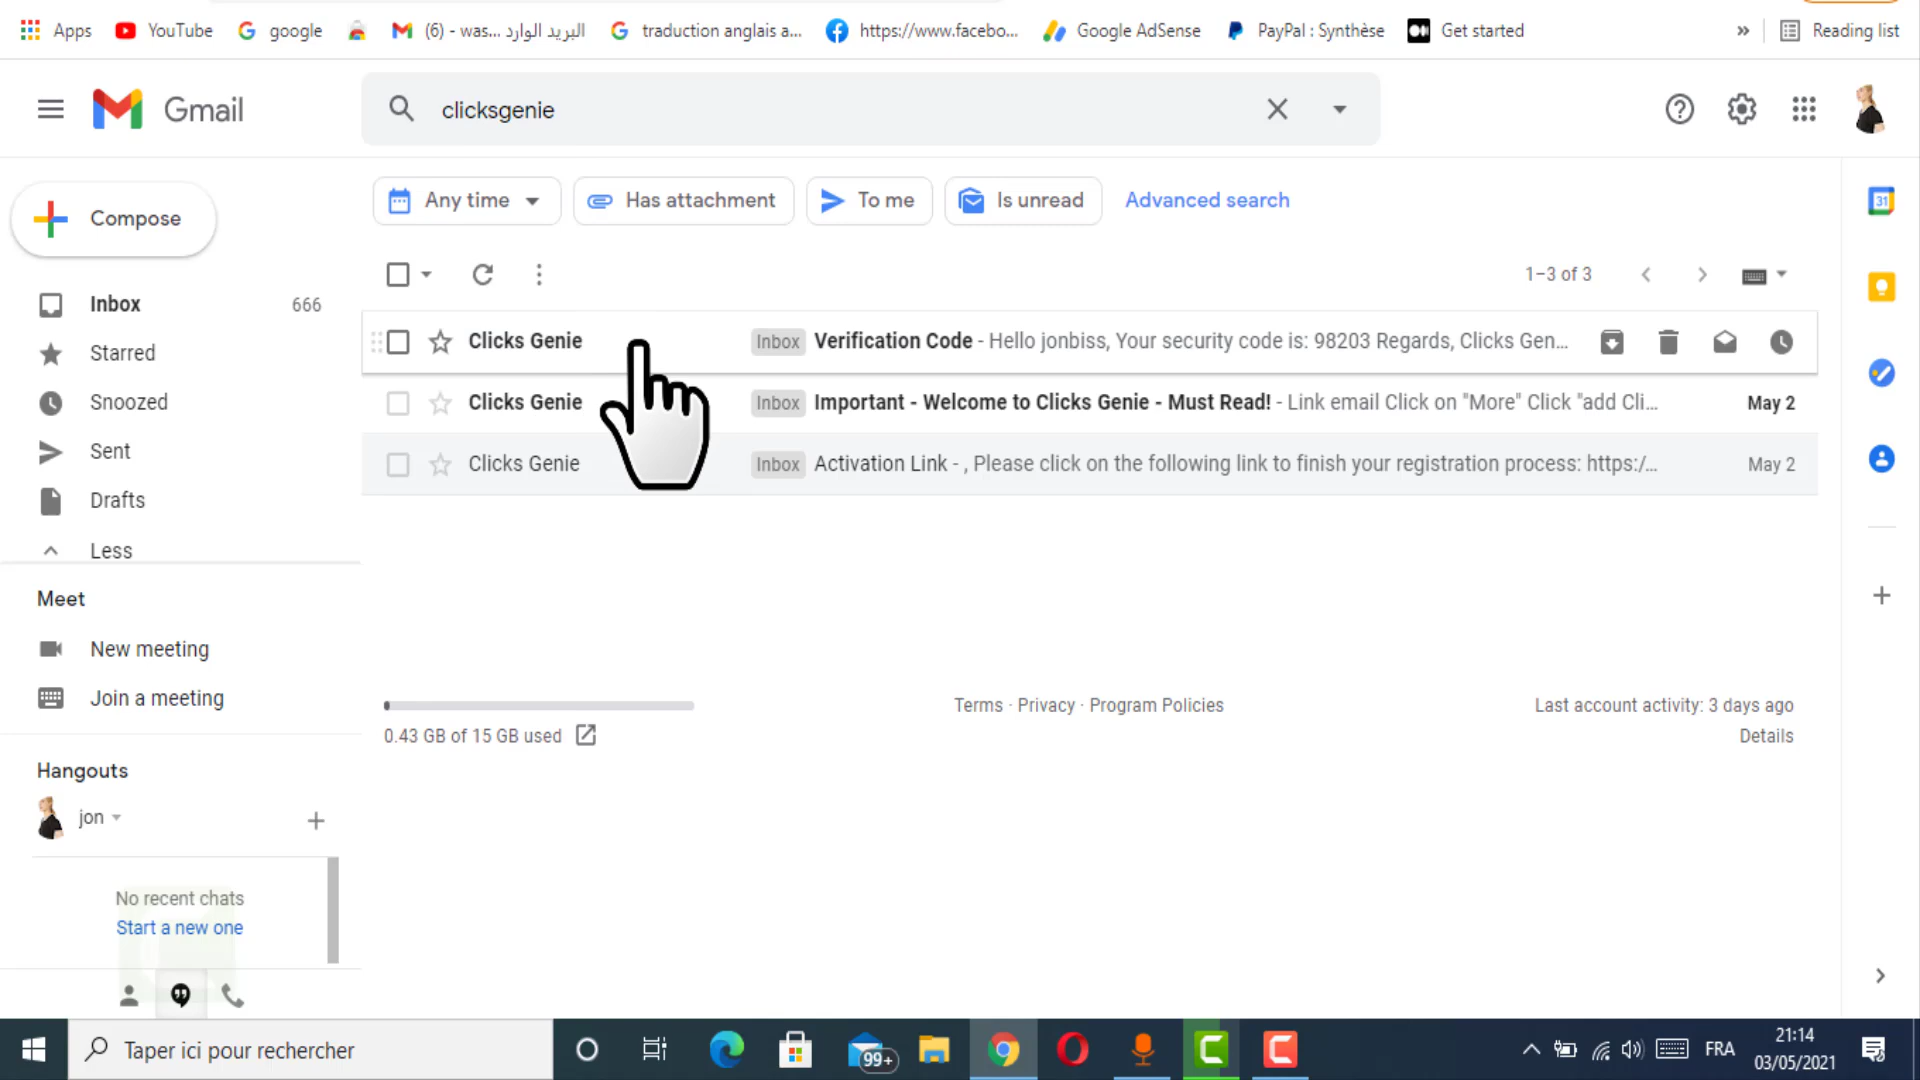 Apps YouTube google (6) - was... البريد الوارد traduction anglais a... https://www.facebo... Google AdSense PayPal : Synthèse Get started » Reading list
Gmail clicksgenie
Any time Has attachment To me Is unread Advanced search
Compose
1–3 of 3
Inbox 666
Clicks Genie Inbox Verification Code - Hello jonbiss, Your security code is: 98203 Regards, Clicks Gen...
Starred
Clicks Genie Inbox Important - Welcome to Clicks Genie - Must Read! - Link email Click on "More" Click "add Cli... May 2
Snoozed
Sent
Clicks Genie Inbox Activation Link - , Please click on the following link to finish your registration process: https:/... May 2
Drafts
Less
Meet
New meeting
Join a meeting
Terms · Privacy · Program Policies
Last account activity: 3 days ago
0.43 GB of 15 GB used
Details
Hangouts
jon
No recent chats
Start a new one
31
Taper ici pour rechercher
99+
FRA
21:14
03/05/2021